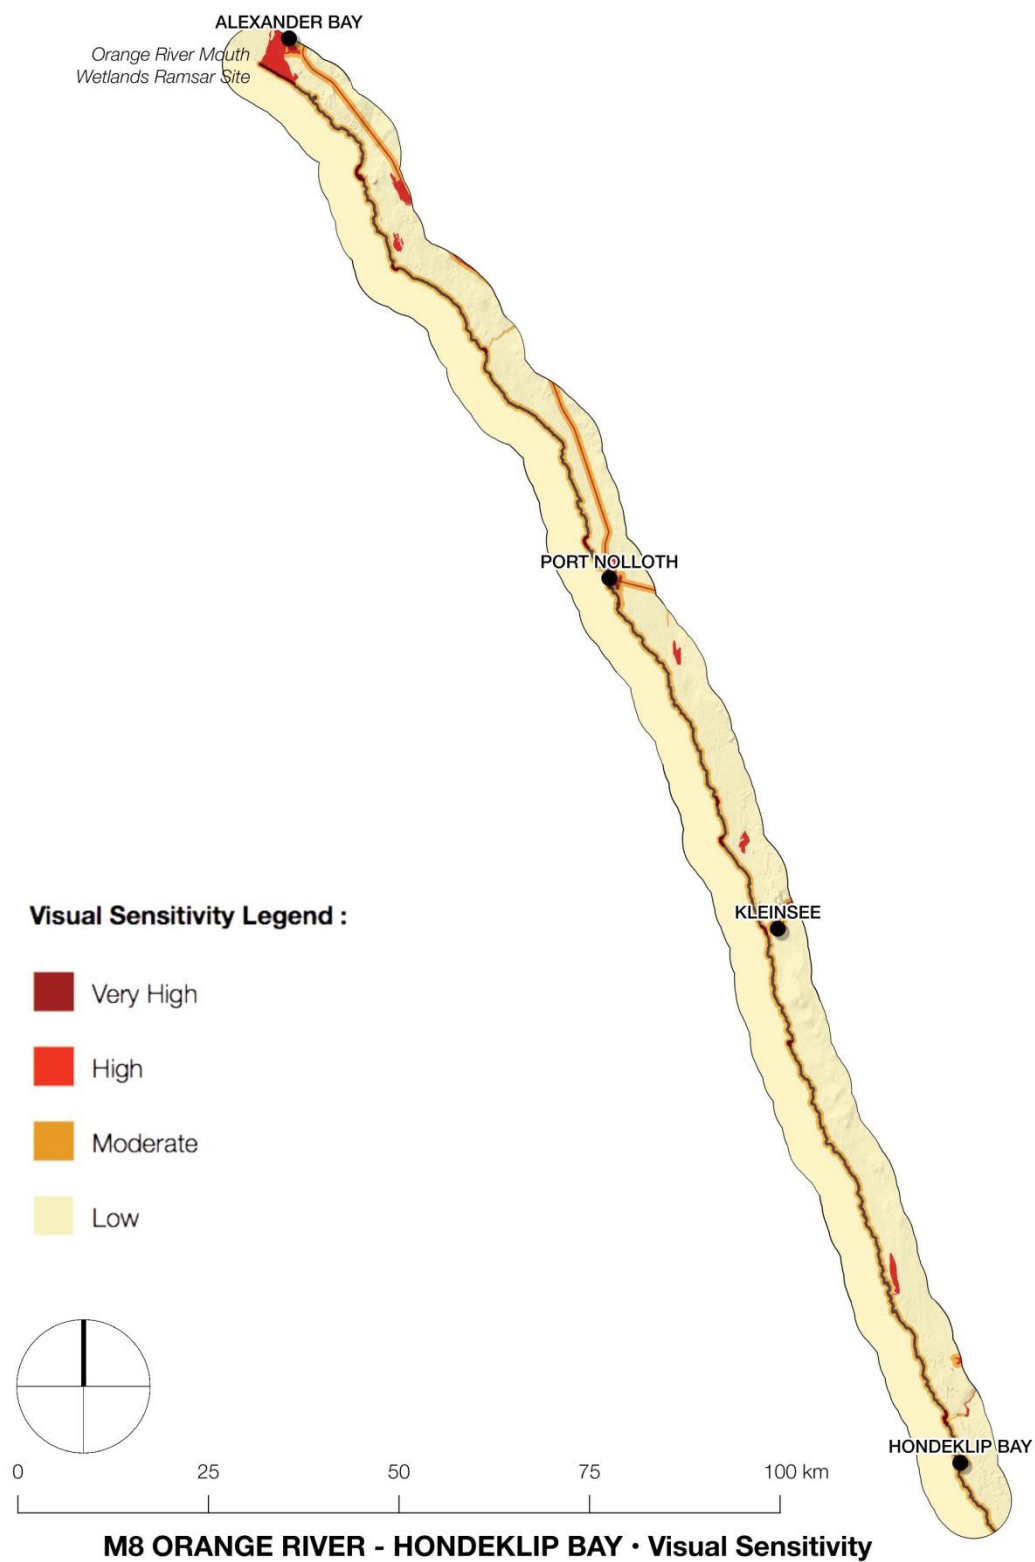 ALEXANDER BAY
Orange River Mouth
Wetlands Ramsar Site
PORT NOLLOTH
KLEINSEE
Visual Sensitivity Legend :
Very High
High
Moderate
Low
HONDEKLIP BAY
0 25 50 75 100 km
M8 ORANGE RIVER - HONDEKLIP BAY • Visual Sensitivity